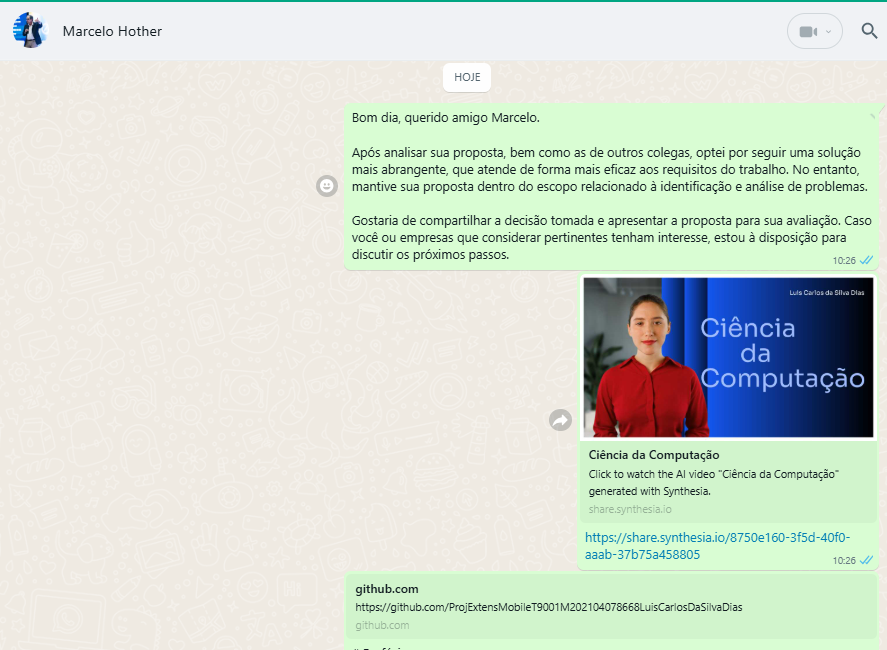 Marcelo Hother
HOJE
Bom dia, querido amigo Marcelo.
Após analisar sua proposta, bem como as de outros colegas, optei por seguir uma solução
mais abrangente, que atende de forma mais eficaz aos requisitos do trabalho. No entanto,
mantive sua proposta dentro do escopo relacionado à identificação e análise de problemas.
Gostaria de compartilhar a decisão tomada e apresentar a proposta para sua avaliação. Caso
você ou empresas que considerar pertinentes tenham interesse, estou à disposição para
discutir os próximos passos.
10:26
Luis Carlos da Silva Dias
Ciência
da
Computação
Ciência da Computação
Click to watch the AI video "Ciência da Computação"
generated with Synthesia.
share.synthesia.io
https://share.synthesia.io/8750e160-3f5d-40f0-
aaab-37b75a458805
10:26
github.com
https://github.com/ProjExtensMobileT9001M202104078668LuisCarlosDaSilvaDias
github.com